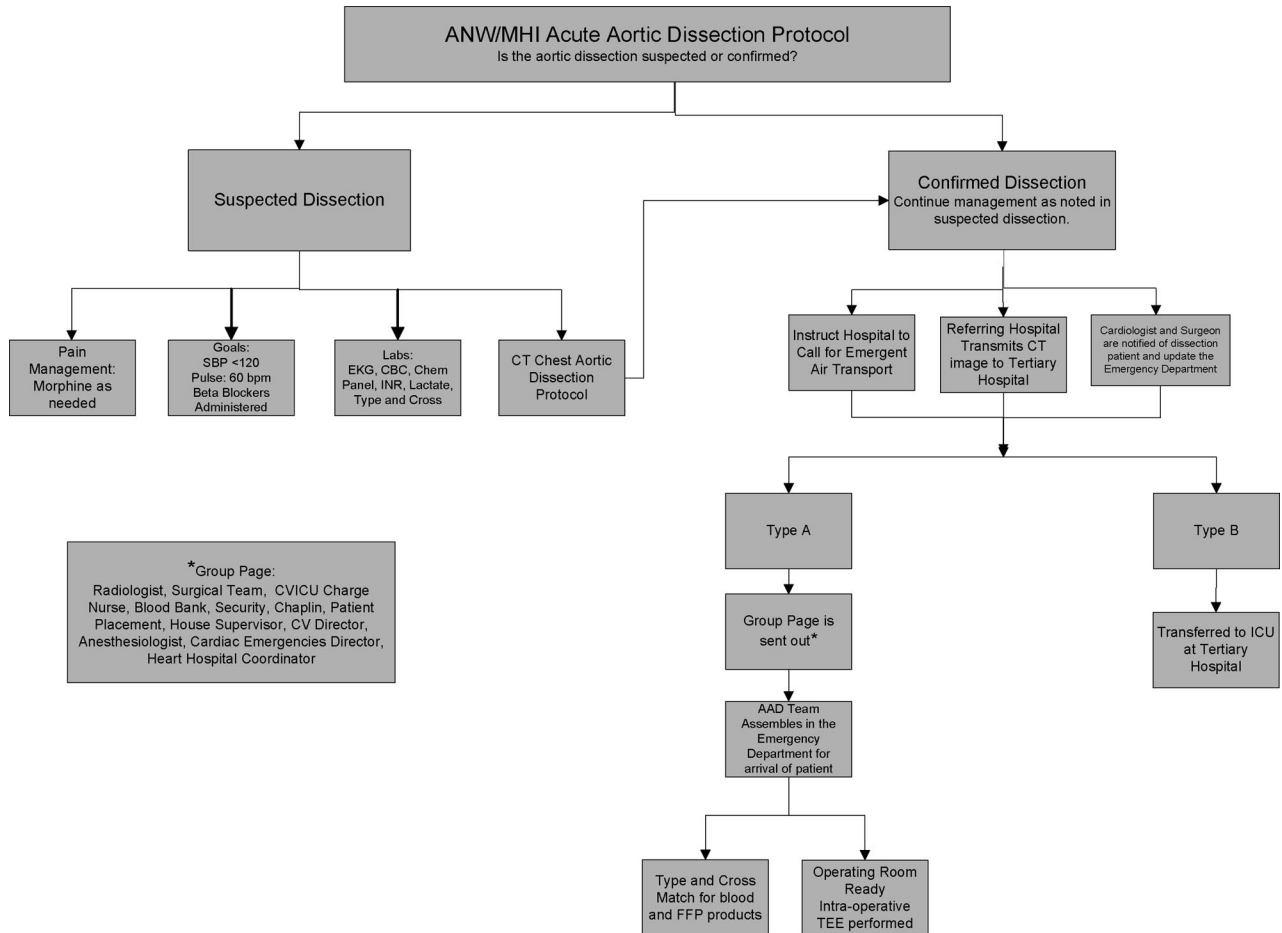 ANW/MHI Acute Aortic Dissection Protocol
Is the aortic dissection suspected or confirmed?
Suspected Dissection
Confirmed Dissection
Continue management as noted in
suspected dissection.
Pain
Management:
Morphine as
needed
Goals:
SBP <120
Pulse: 60 bpm
Beta Blockers
Administered
Labs:
EKG, CBC, Chem
Panel, INR, Lactate,
Type and Cross
CT Chest Aortic
Dissection
Protocol
Instruct Hospital to
Call for Emergent
Air Transport
Referring Hospital
Transmits CT
image to Tertiary
Hospital
Cardiologist and Surgeon
are notified of dissection
patient and update the
Emergency Department
Type A
Type B
*Group Page:
Radiologist, Surgical Team, CVICU Charge
Nurse, Blood Bank, Security, Chaplin, Patient
Placement, House Supervisor, CV Director,
Anesthesiologist, Cardiac Emergencies Director,
Heart Hospital Coordinator
Group Page is
sent out*
Transferred to ICU
at Tertiary
Hospital
AAD Team
Assembles in the
Emergency
Department for
arrival of patient
Type and Cross
Match for blood
and FFP products
Operating Room
Ready
Intra-operative
TEE performed